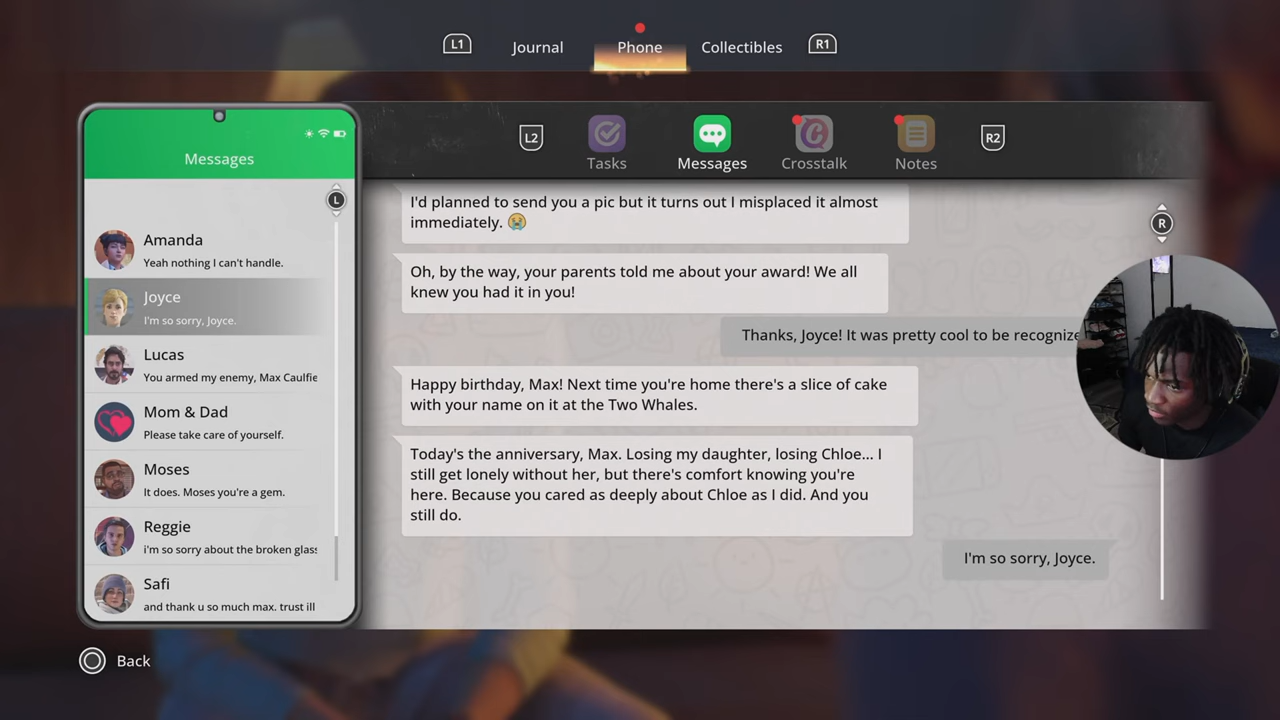 L1
Journal
Phone
Collectibles
R1
Messages
L2
Tasks
Messages
Crosstalk
Notes
R2
L
R
Amanda
Yeah nothing I can't handle.
Joyce
I'm so sorry, Joyce.
Lucas
You armed my enemy, Max Caulfie
Mom & Dad
Please take care of yourself.
Moses
It does. Moses you're a gem.
Reggie
i'm so sorry about the broken glass
Safi
and thank u so much max. trust ill
I'd planned to send you a pic but it turns out I misplaced it almost
immediately. 😭
Oh, by the way, your parents told me about your award! We all
knew you had it in you!
Thanks, Joyce! It was pretty cool to be recognize
Happy birthday, Max! Next time you're home there's a slice of cake
with your name on it at the Two Whales.
Today's the anniversary, Max. Losing my daughter, losing Chloe... I
still get lonely without her, but there's comfort knowing you're
here. Because you cared as deeply about Chloe as I did. And you
still do.
I'm so sorry, Joyce.
Back